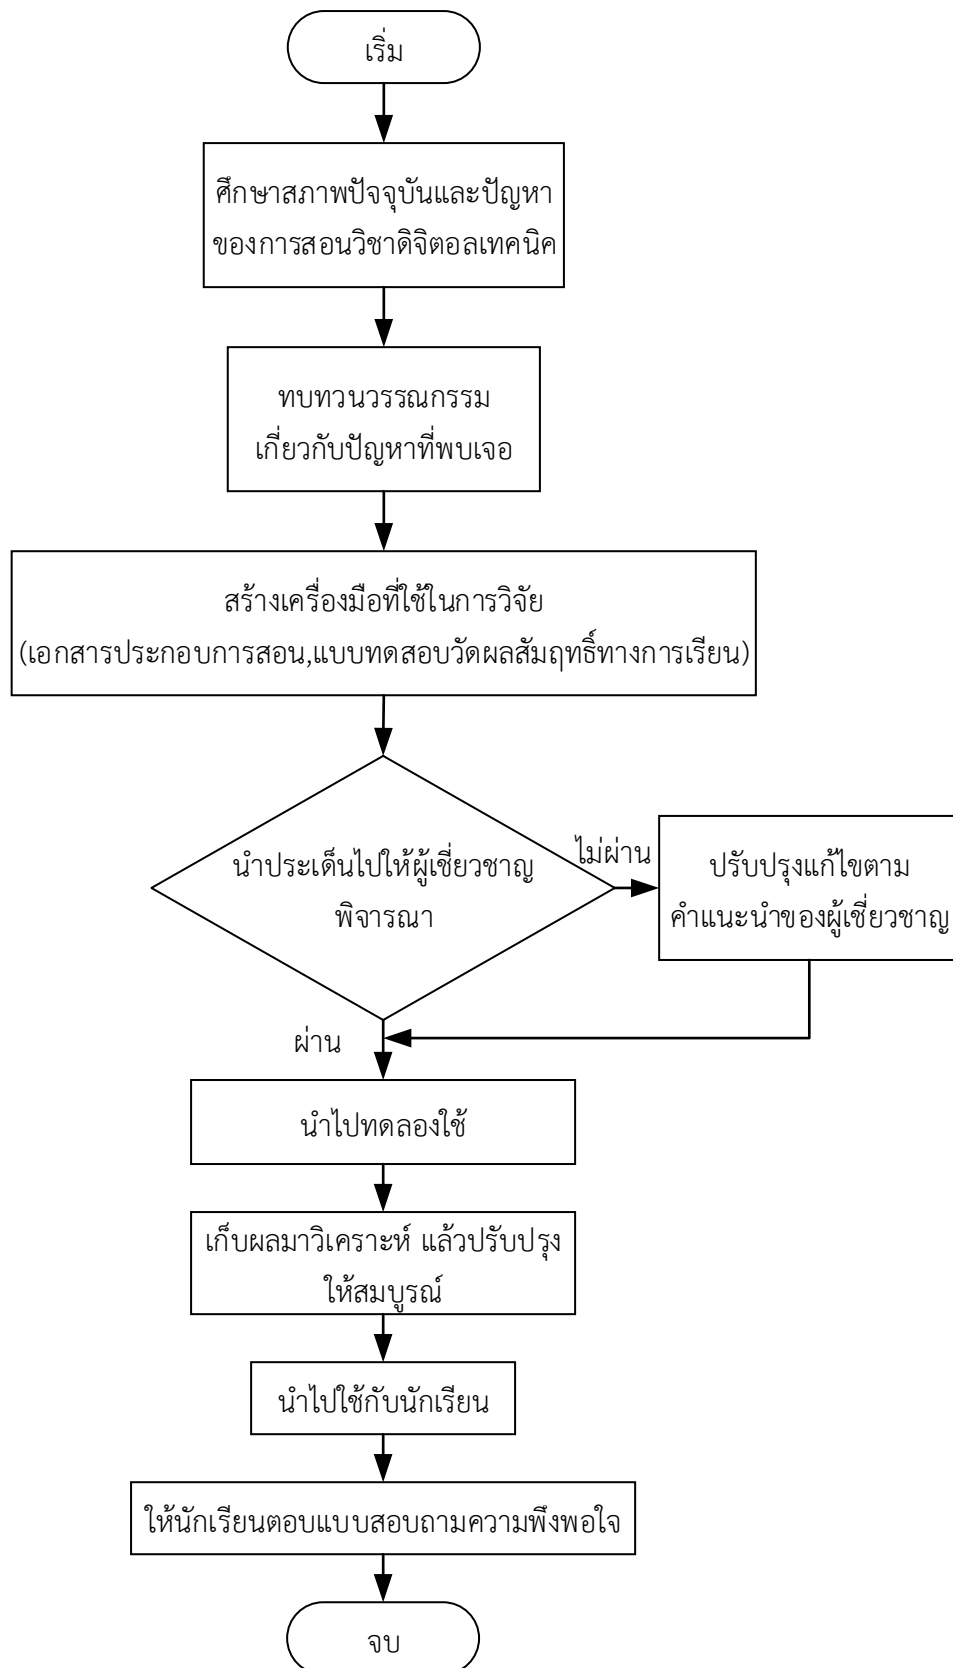 เริ่ม
ศึกษาสภาพปัจจุบันและปัญหา
ของการสอนวิชาดิจิตอลเทคนิค
ทบทวนวรรณกรรม
เกี่ยวกับปัญหาที่พบเจอ
สร้างเครื่องมือที่ใช้ในการวิจัย
(เอกสารประกอบการสอน,แบบทดสอบวัดผลสัมฤทธิ์ทางการเรียน)
นำประเด็นไปให้ผู้เชี่ยวชาญ
พิจารณา
ไม่ผ่าน
ปรับปรุงแก้ไขตาม
คำแนะนำของผู้เชี่ยวชาญ
ผ่าน
นำไปทดลองใช้
เก็บผลมาวิเคราะห์ แล้วปรับปรุง
ให้สมบูรณ์
นำไปใช้กับนักเรียน
ให้นักเรียนตอบแบบสอบถามความพึงพอใจ
จบ